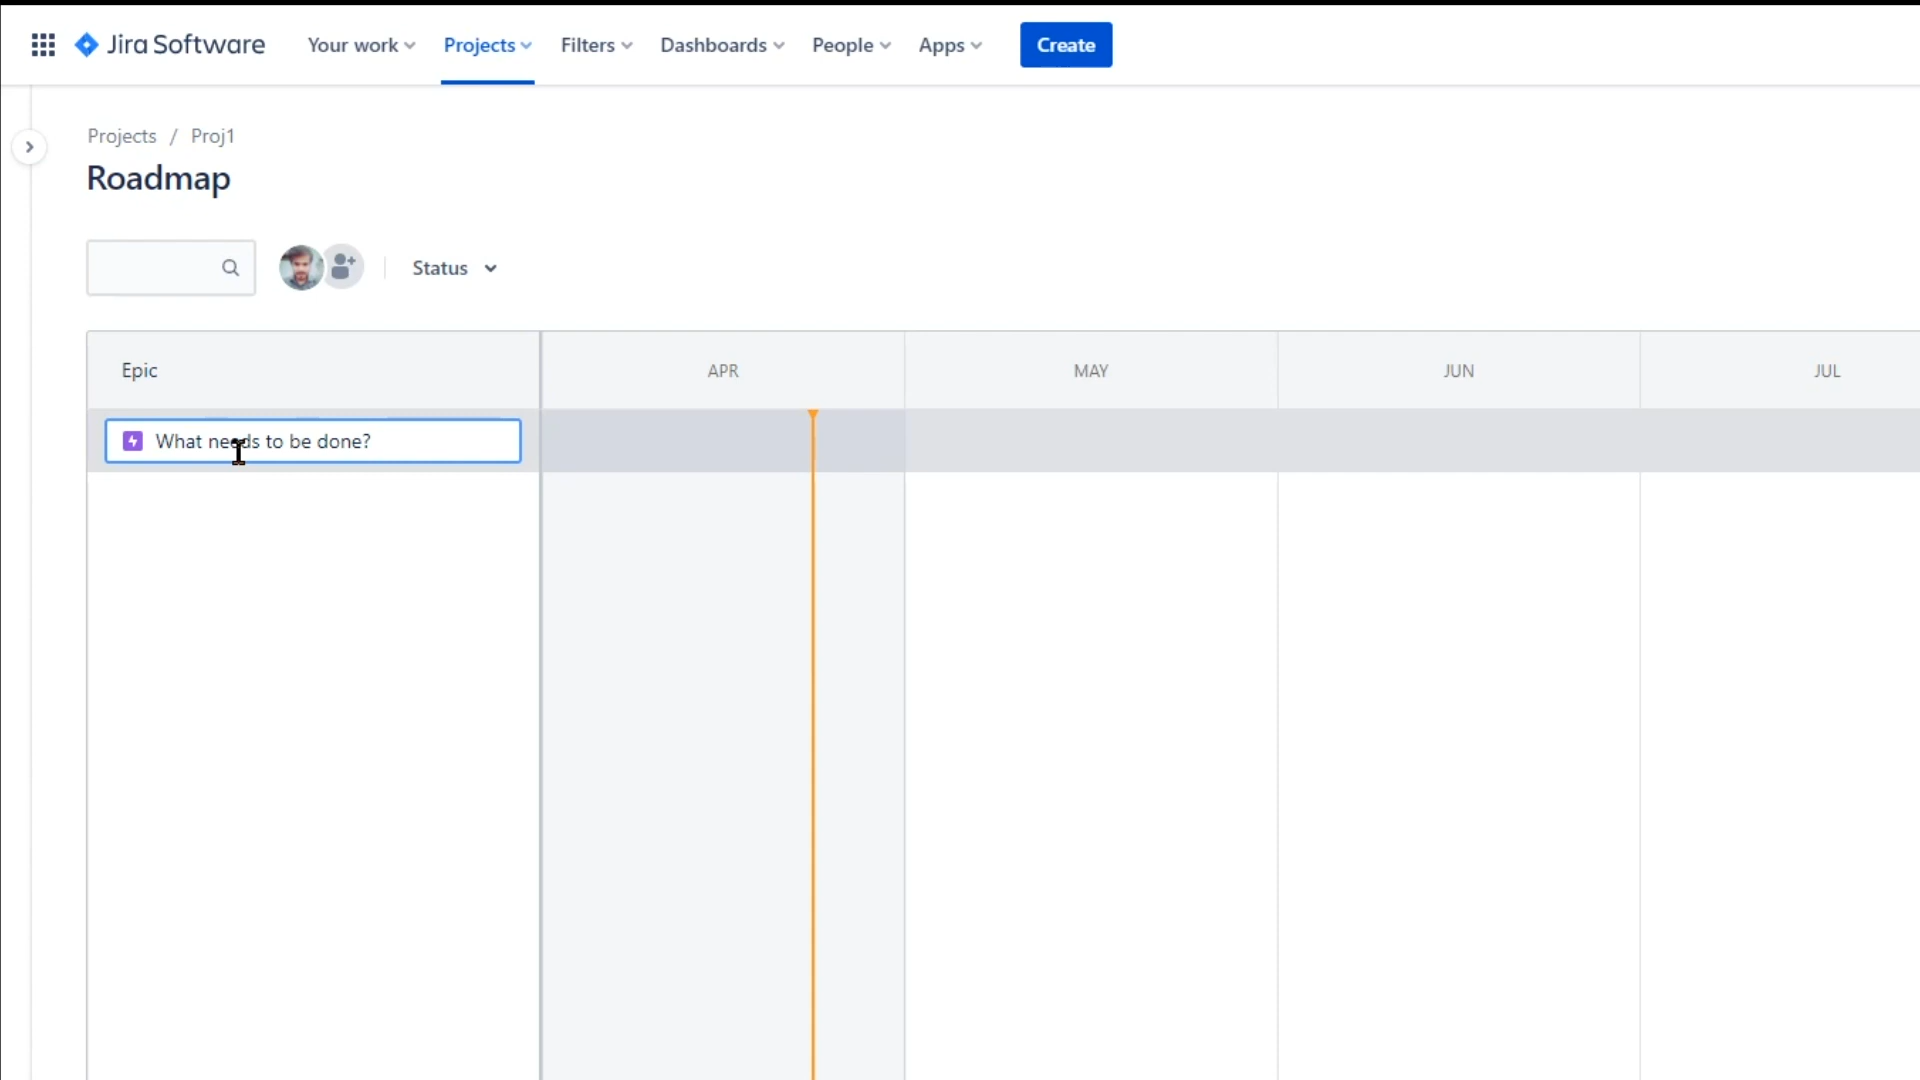 Jira Software Your work Projects Filters Dashboards People Apps Create
Projects / Proj1
Roadmap
Status
Epic APR MAY JUN JUL
What needs to be done?